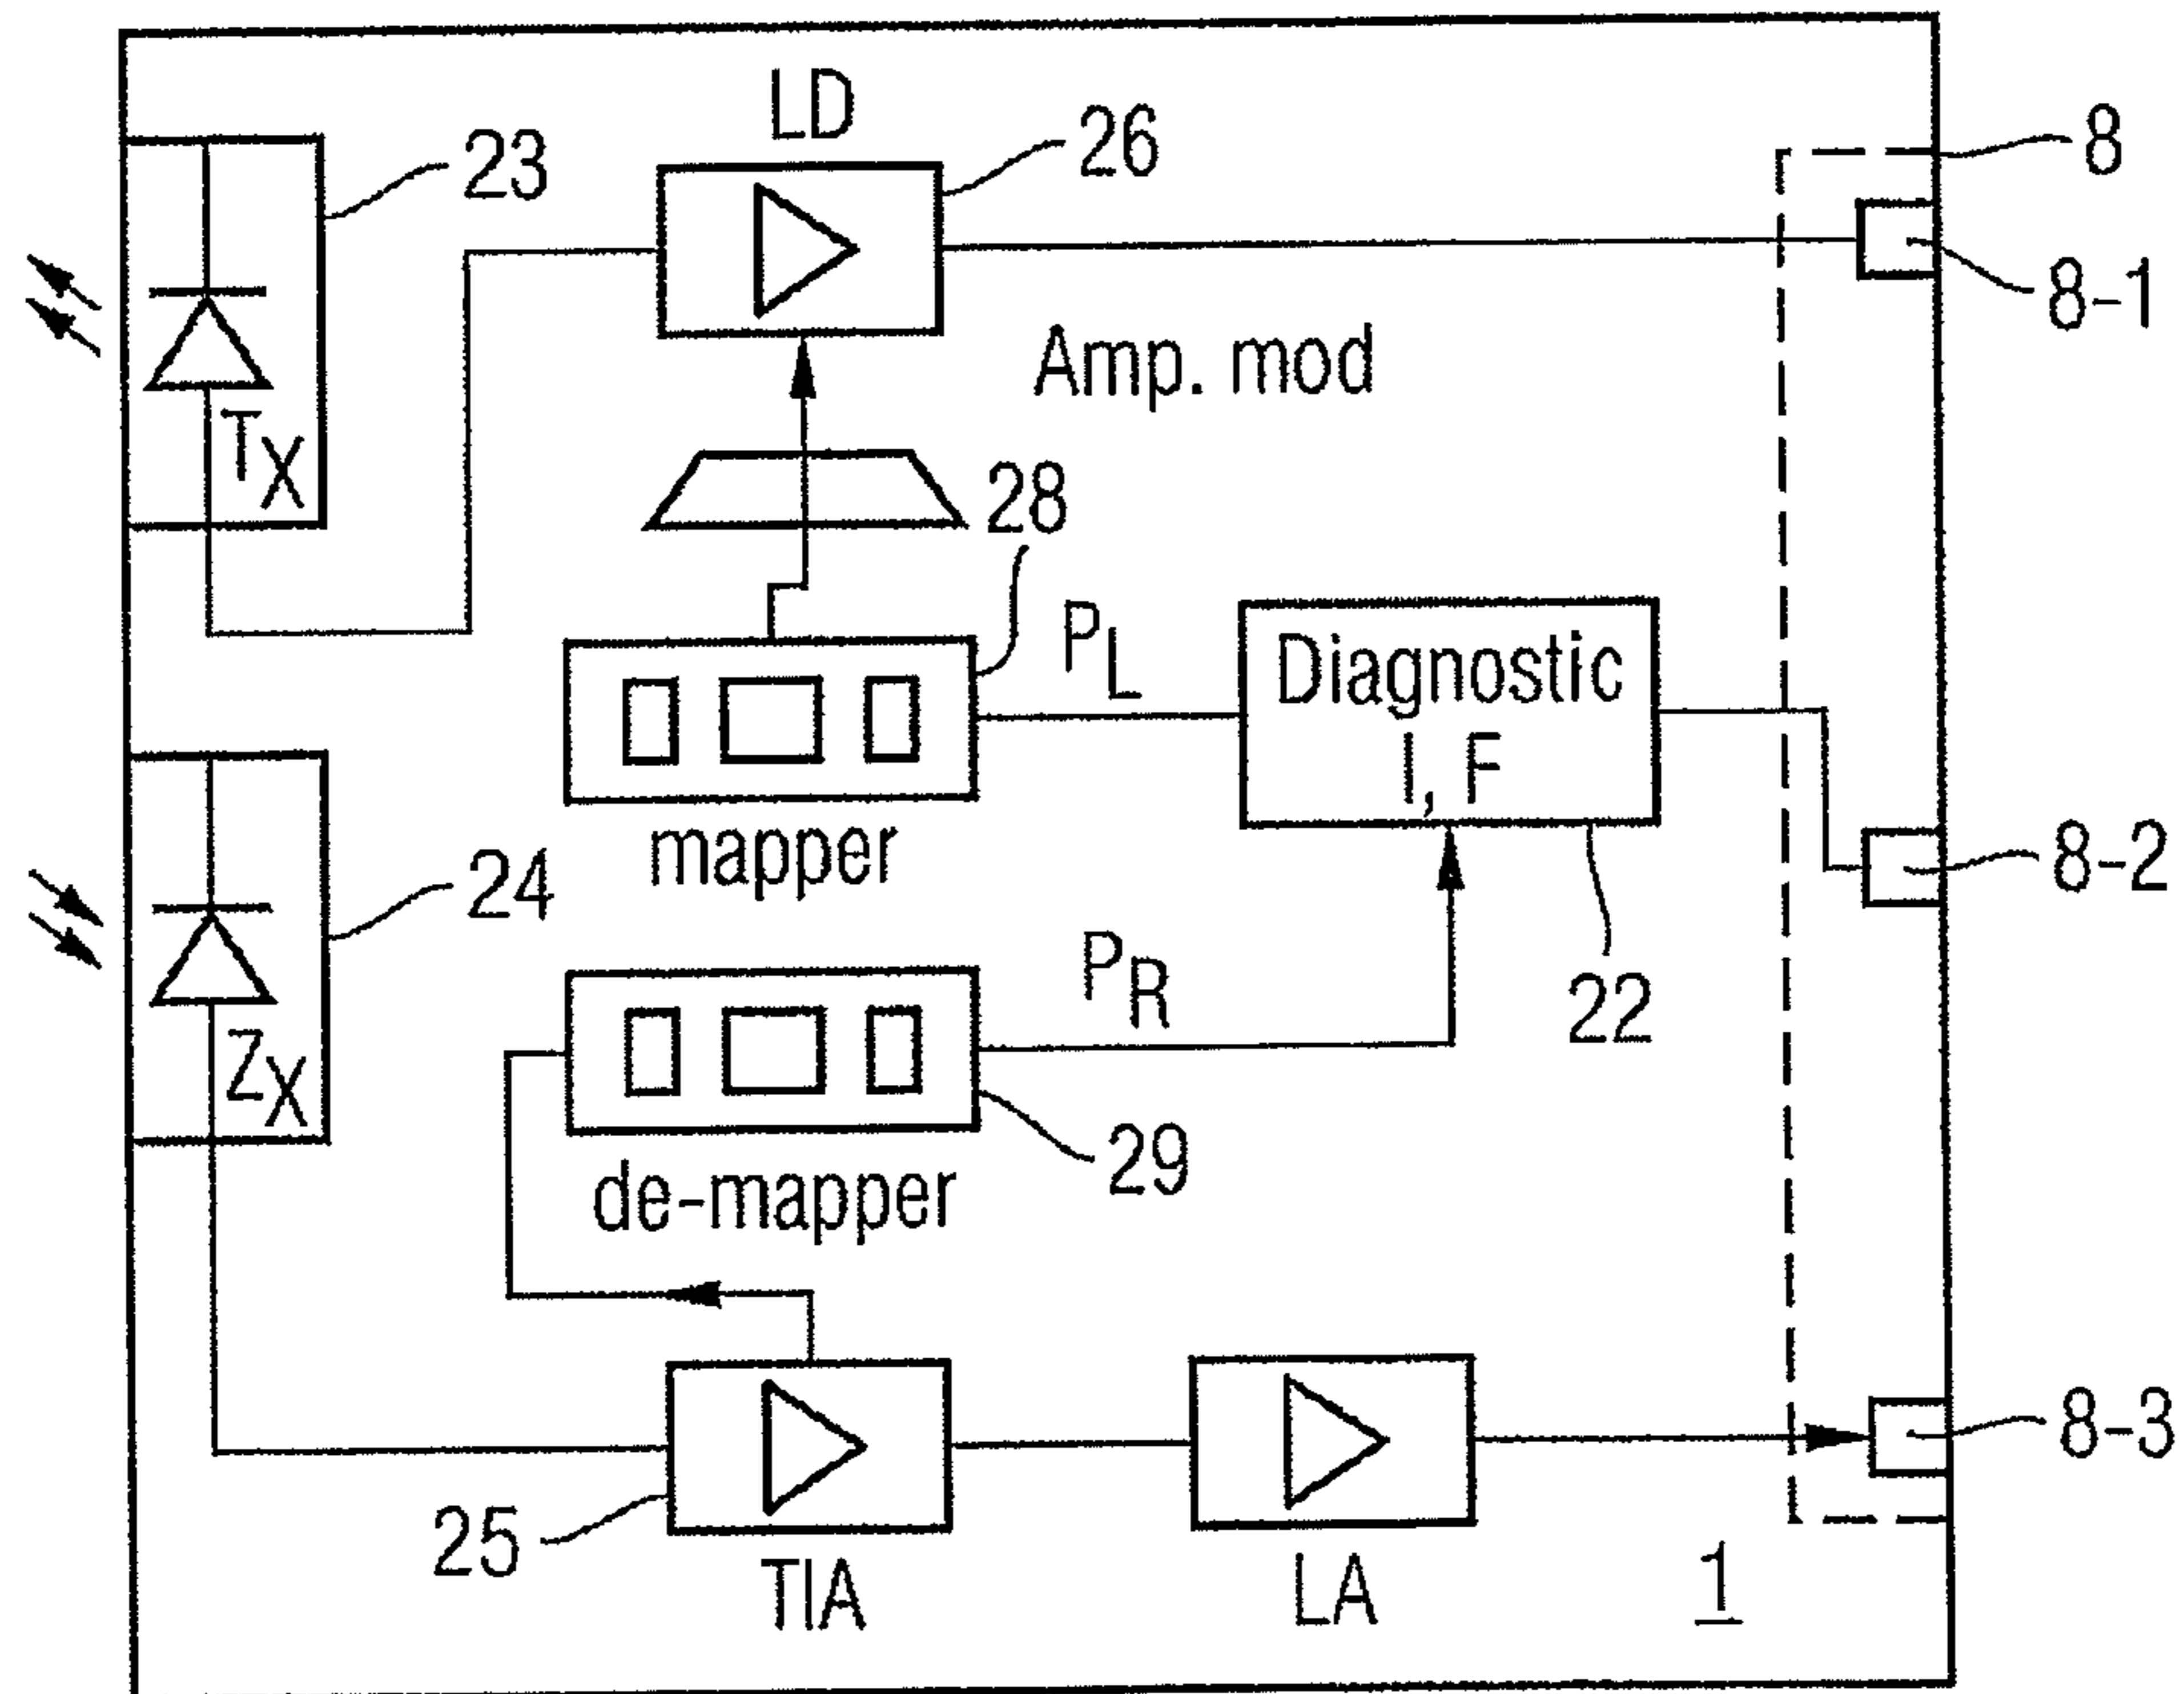 LD
23
26
8
8-1
Amp. mod
TX
28
PL
Diagnostic
I, F
mapper
24
8-2
PR
22
ZX
29
de-mapper
8-3
25
TIA
LA
1